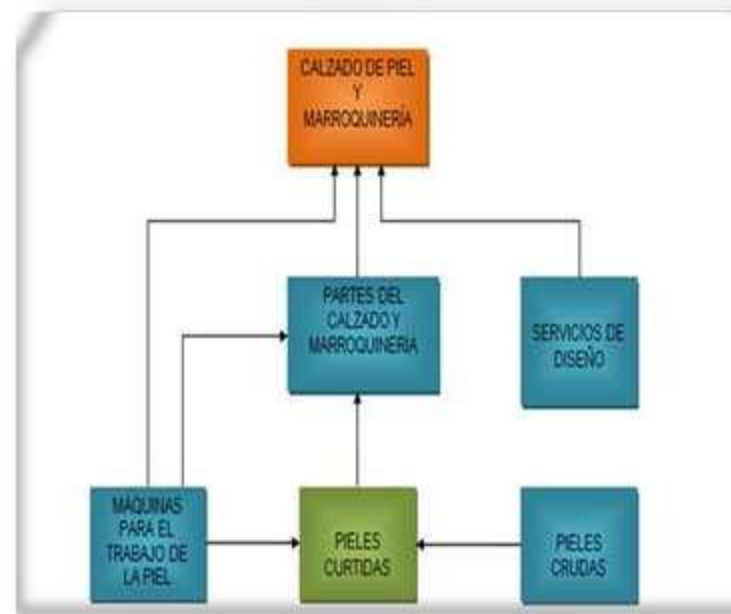 CALZADO DE PIEL
Y
MARROQUINERÍA
PARTES DEL
CALZADO Y
MARROQUINERIA
SERVICIOS DE
DISEÑO
MÁQUINAS
PARA EL
TRABAJO DE
LA PIEL
PIELES
CURTIDAS
PIELES
CRUDAS